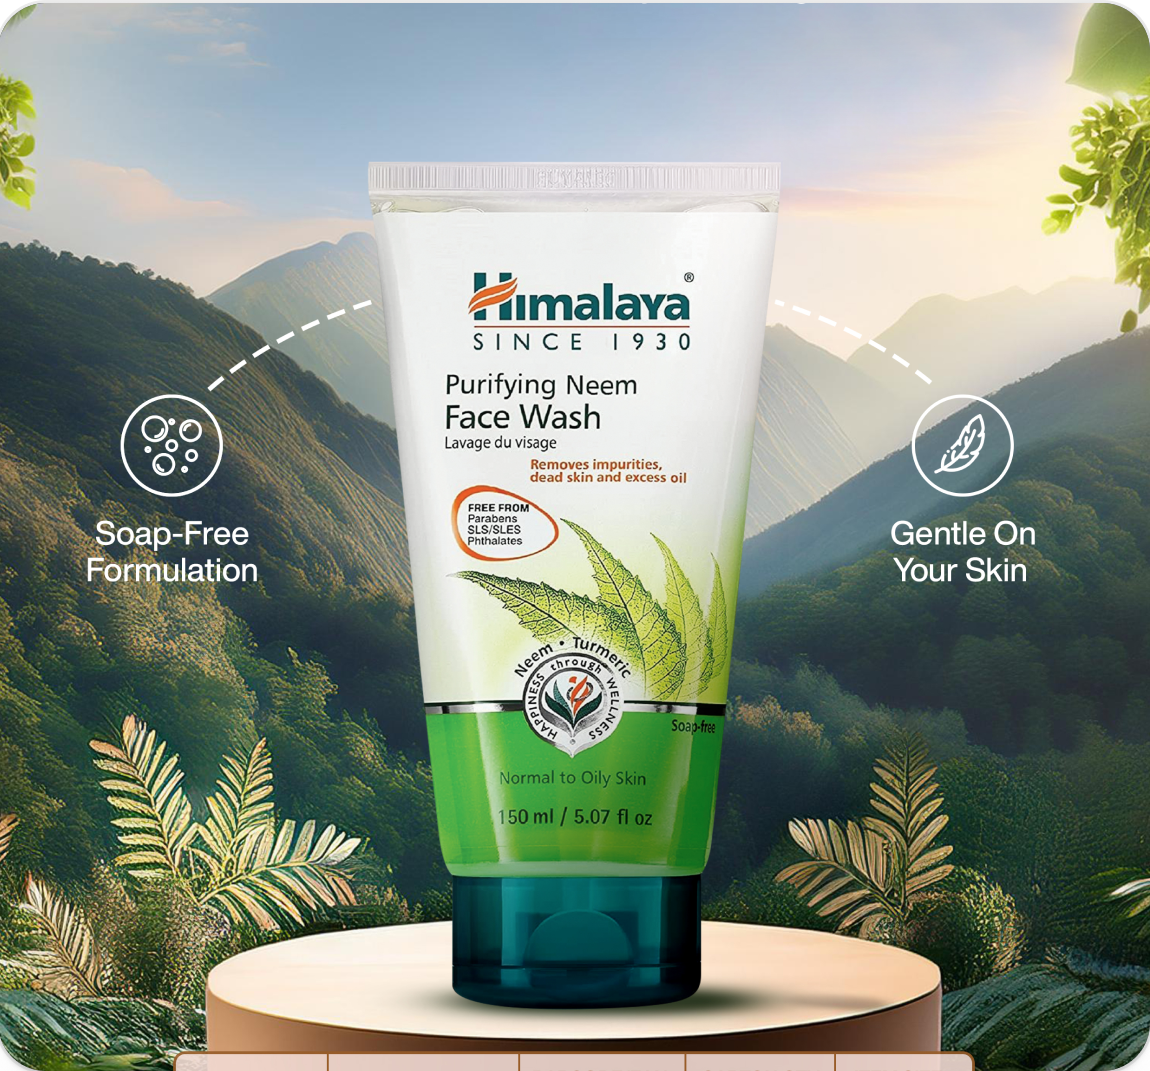 Himalaya®
SINCE 1930
Purifying Neem
Face Wash
Lavage du visage
Removes impurities,
dead skin and excess oil
FREE FROM
Parabens
SLS/SLES
Phthalates
Soap-Free
Formulation
Gentle On
Your Skin
Neem • Turmeric
HAPPINESS through WELLNESS
Soap-free
Normal to Oily Skin
150 ml / 5.07 fl oz